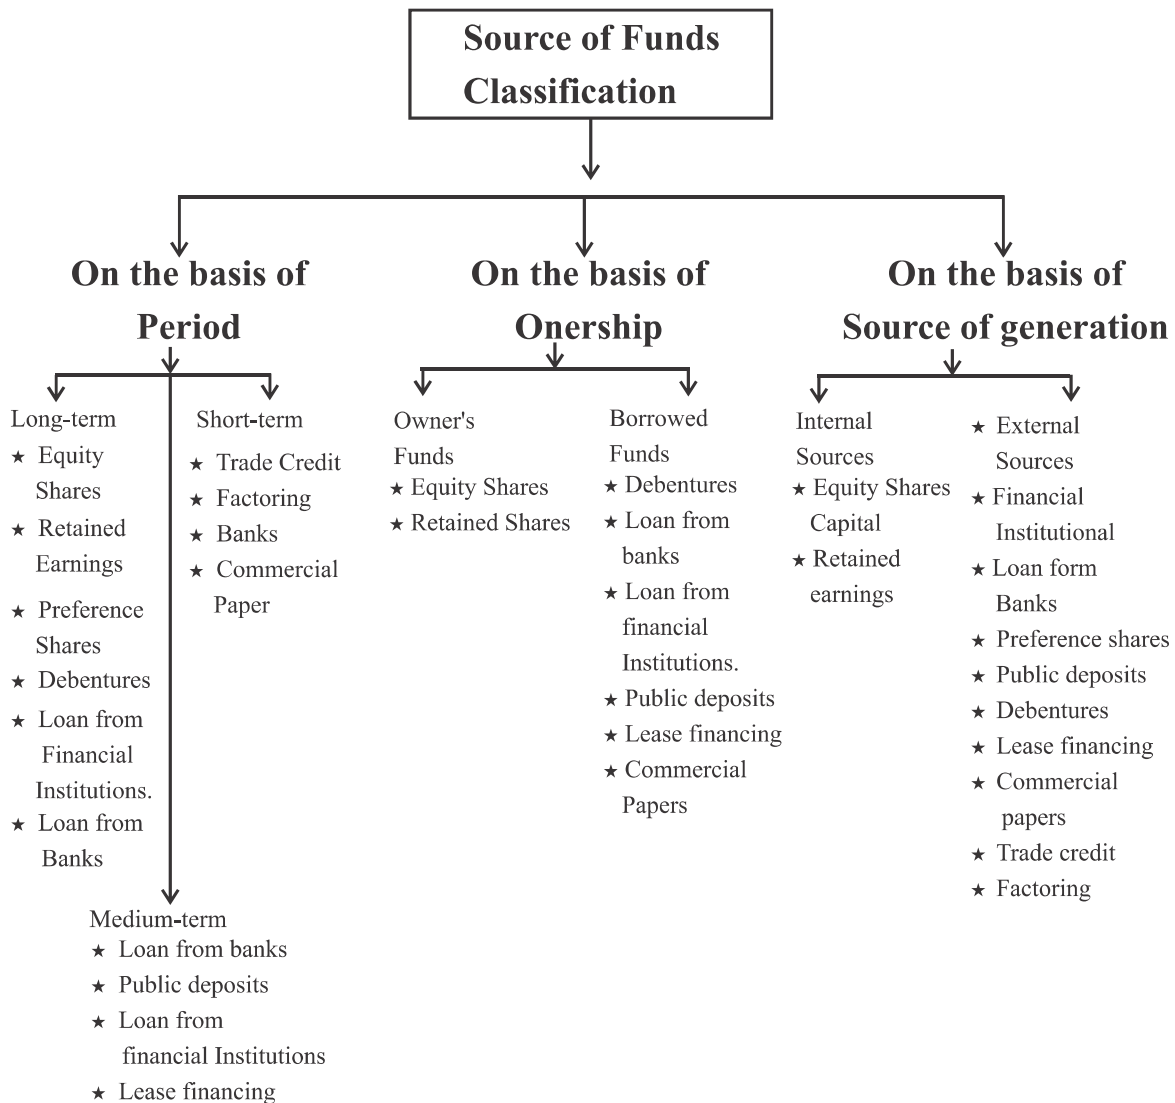 Source of Funds
Classification
On the basis of
Period
On the basis of
Onership
On the basis of
Source of generation
Long-term
★ Equity
Shares
★ Retained
Earnings
★ Preference
Shares
★ Debentures
★ Loan from
Financial
Institutions.
★ Loan from
Banks
Short-term
★ Trade Credit
★ Factoring
★ Banks
★ Commercial
Paper
Medium-term
★ Loan from banks
★ Public deposits
★ Loan from
financial Institutions
★ Lease financing
Owner's
Funds
★ Equity Shares
★ Retained Shares
Borrowed
Funds
★ Debentures
★ Loan from
banks
★ Loan from
financial
Institutions.
★ Public deposits
★ Lease financing
★ Commercial
Papers
Internal
Sources
★ Equity Shares
Capital
★ Retained
earnings
★ External
Sources
★ Financial
Institutional
★ Loan form
Banks
★ Preference shares
★ Public deposits
★ Debentures
★ Lease financing
★ Commercial
papers
★ Trade credit
★ Factoring